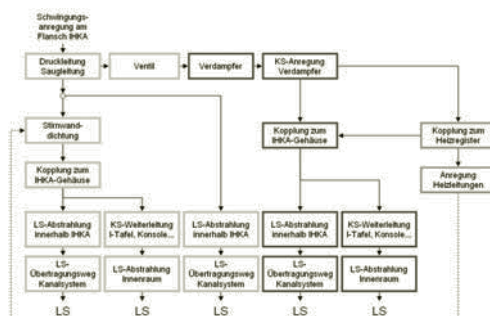 Schwingungs-
anregung am
Flansch IHKA
Druckleitung
Saugleitung
Ventil
Verdampfer
KS-Anregung
Verdampfer
Stirnwand-
dichtung
Kopplung zum
IHKA-Gehäuse
Kopplung zum
Heizregister
Kopplung zum
IHKA-Gehäuse
Anregung
Heizleitungen
LS-Abstrahlung
innerhalb IHKA
KS-Weiterleitung
I-Tafel, Konsole...
LS-Abstrahlung
innerhalb IHKA
LS-Abstrahlung
innerhalb IHKA
KS-Weiterleitung
I-Tafel, Konsole...
LS-
Übertragungsweg
Kanalsystem
LS-Abstrahlung
Innenraum
LS-
Übertragungsweg
Kanalsystem
LS-
Übertragungsweg
Kanalsystem
LS-Abstrahlung
Innenraum
LS
LS
LS
LS
LS